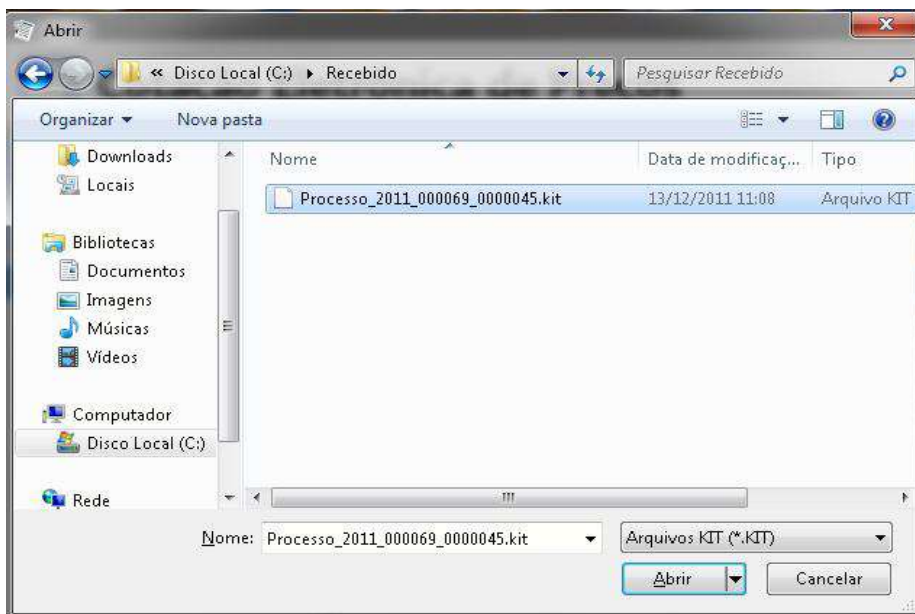 Abrir
« Disco Local (C:) ▸ Recebido
Pesquisar Recebido
Organizar
Nova pasta
Downloads
Locais
Bibliotecas
Documentos
Imagens
Músicas
Vídeos
Computador
Disco Local (C:)
Rede
Nome Data de modificaç... Tipo
Processo_2011_000069_0000045.kit 13/12/2011 11:08 Arquivo KIT
Nome: Processo_2011_000069_0000045.kit
Arquivos KIT (*.KIT)
Abrir
Cancelar